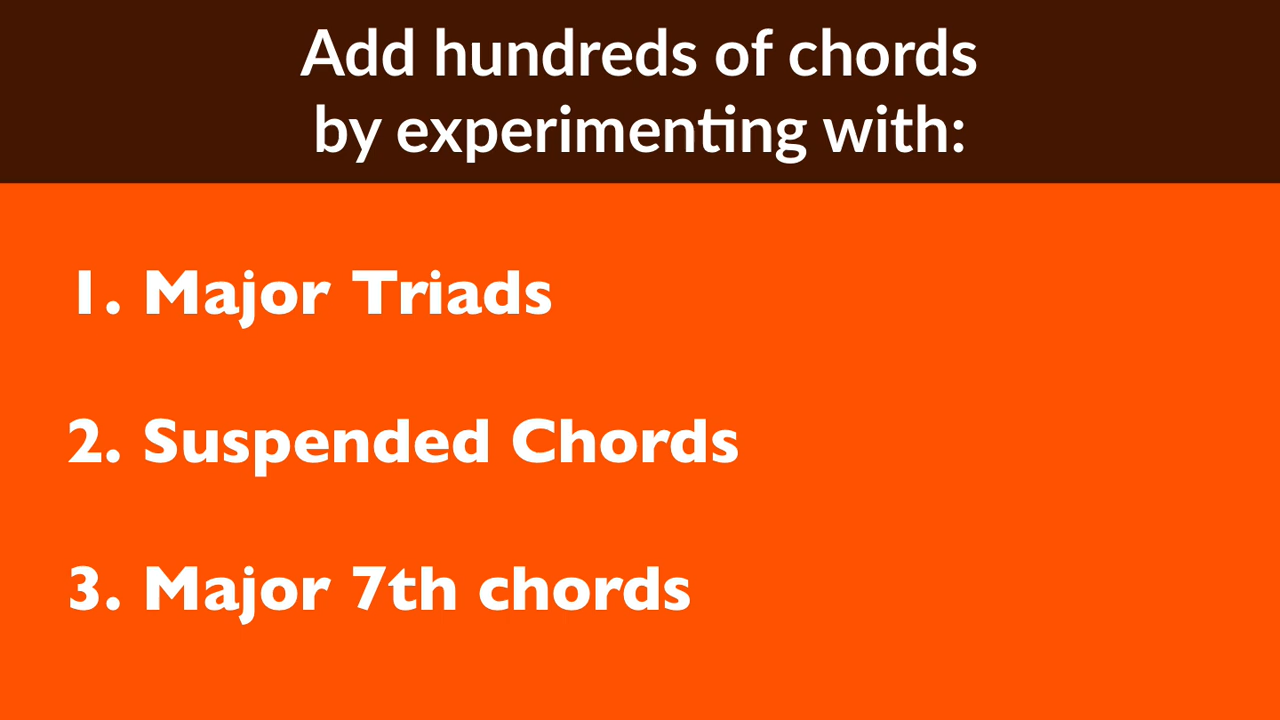 Add hundreds of chords
by experimenting with:
1. Major Triads
2. Suspended Chords
3. Major 7th chords